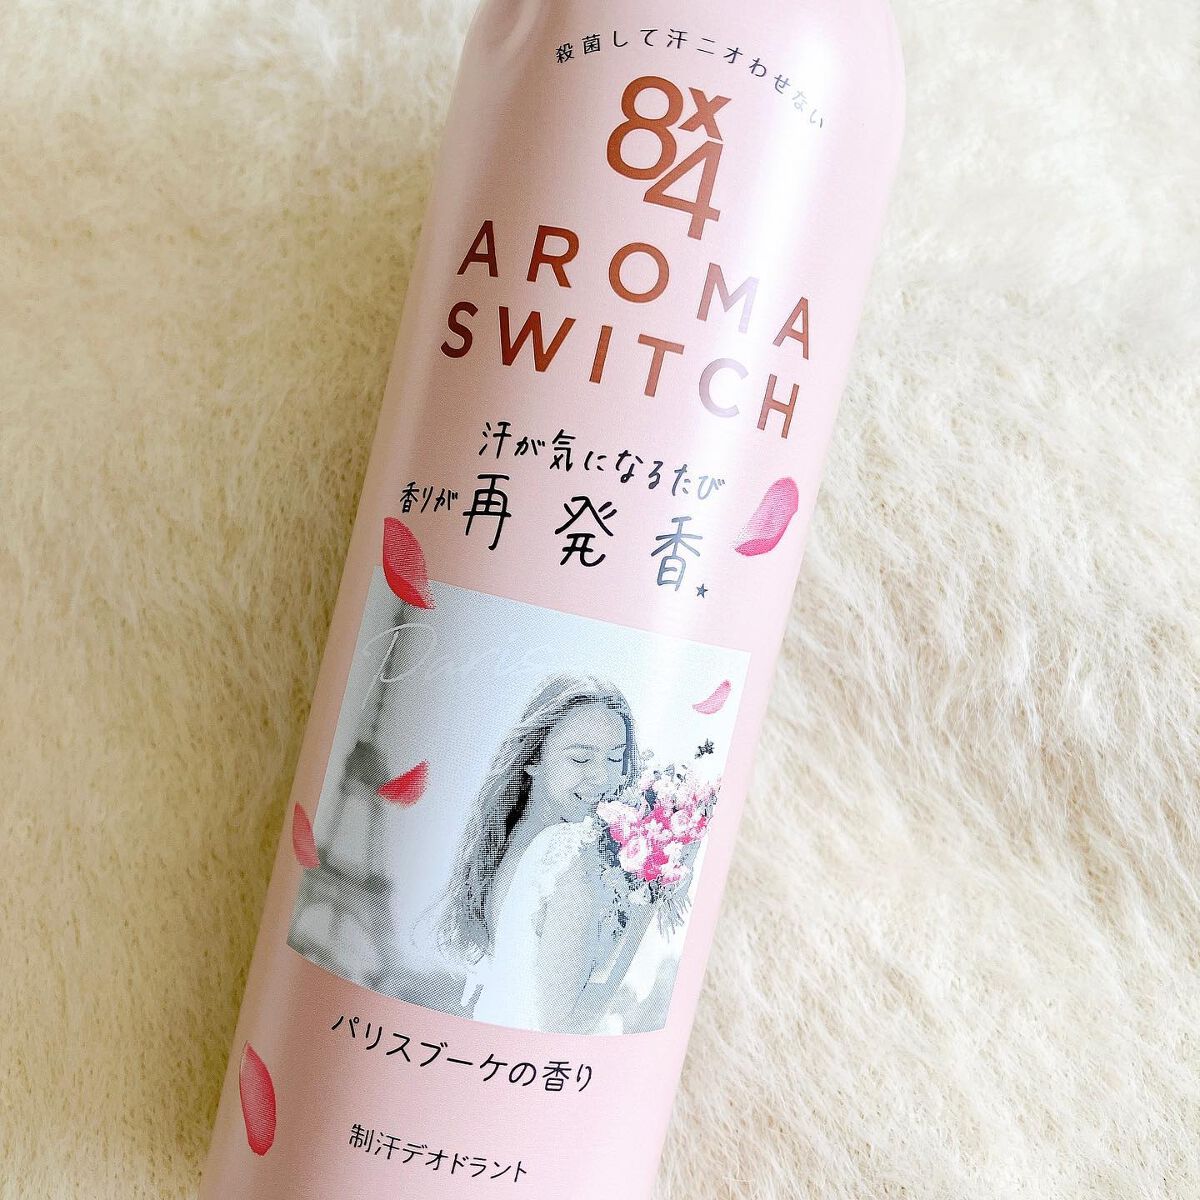 殺菌して汗ニオわせない
8x4
AROMA
SWITCH
汗が気になるたび
香りが再発香
Paris
パリスブーケの香り
制汗デオドラント